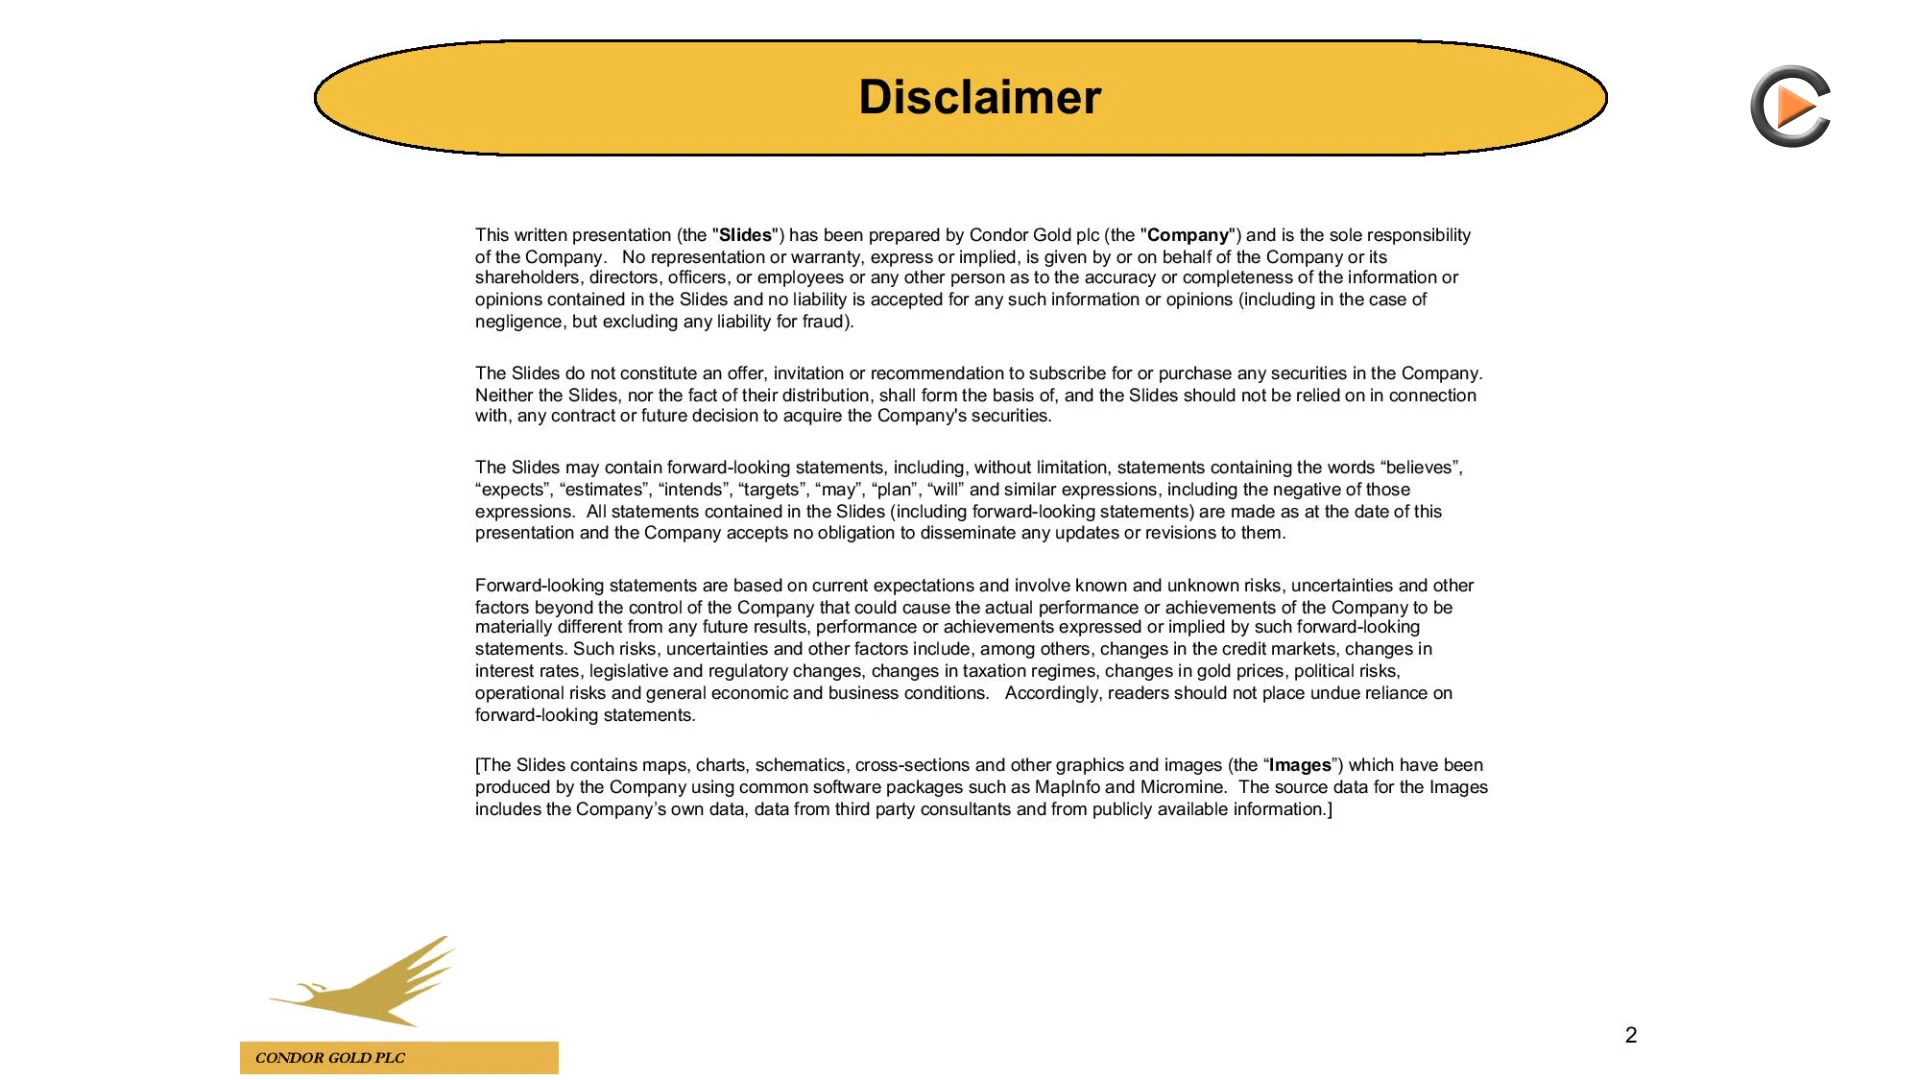 Disclaimer
This written presentation (the "Slides") has been prepared by Condor Gold plc (the "Company") and is the sole responsibility
of the Company.   No representation or warranty, express or implied, is given by or on behalf of the Company or its
shareholders, directors, officers, or employees or any other person as to the accuracy or completeness of the information or
opinions contained in the Slides and no liability is accepted for any such information or opinions (including in the case of
negligence, but excluding any liability for fraud).
The Slides do not constitute an offer, invitation or recommendation to subscribe for or purchase any securities in the Company.
Neither the Slides, nor the fact of their distribution, shall form the basis of, and the Slides should not be relied on in connection
with, any contract or future decision to acquire the Company's securities.
The Slides may contain forward-looking statements, including, without limitation, statements containing the words “believes”,
“expects”, “estimates”, “intends”, “targets”, “may”, “plan”, “will” and similar expressions, including the negative of those
expressions.  All statements contained in the Slides (including forward-looking statements) are made as at the date of this
presentation and the Company accepts no obligation to disseminate any updates or revisions to them.
Forward-looking statements are based on current expectations and involve known and unknown risks, uncertainties and other
factors beyond the control of the Company that could cause the actual performance or achievements of the Company to be
materially different from any future results, performance or achievements expressed or implied by such forward-looking
statements. Such risks, uncertainties and other factors include, among others, changes in the credit markets, changes in
interest rates, legislative and regulatory changes, changes in taxation regimes, changes in gold prices, political risks,
operational risks and general economic and business conditions.   Accordingly, readers should not place undue reliance on
forward-looking statements.
[The Slides contains maps, charts, schematics, cross-sections and other graphics and images (the “Images”) which have been
produced by the Company using common software packages such as MapInfo and Micromine.  The source data for the Images
includes the Company’s own data, data from third party consultants and from publicly available information.]
CONDOR GOLD PLC
2